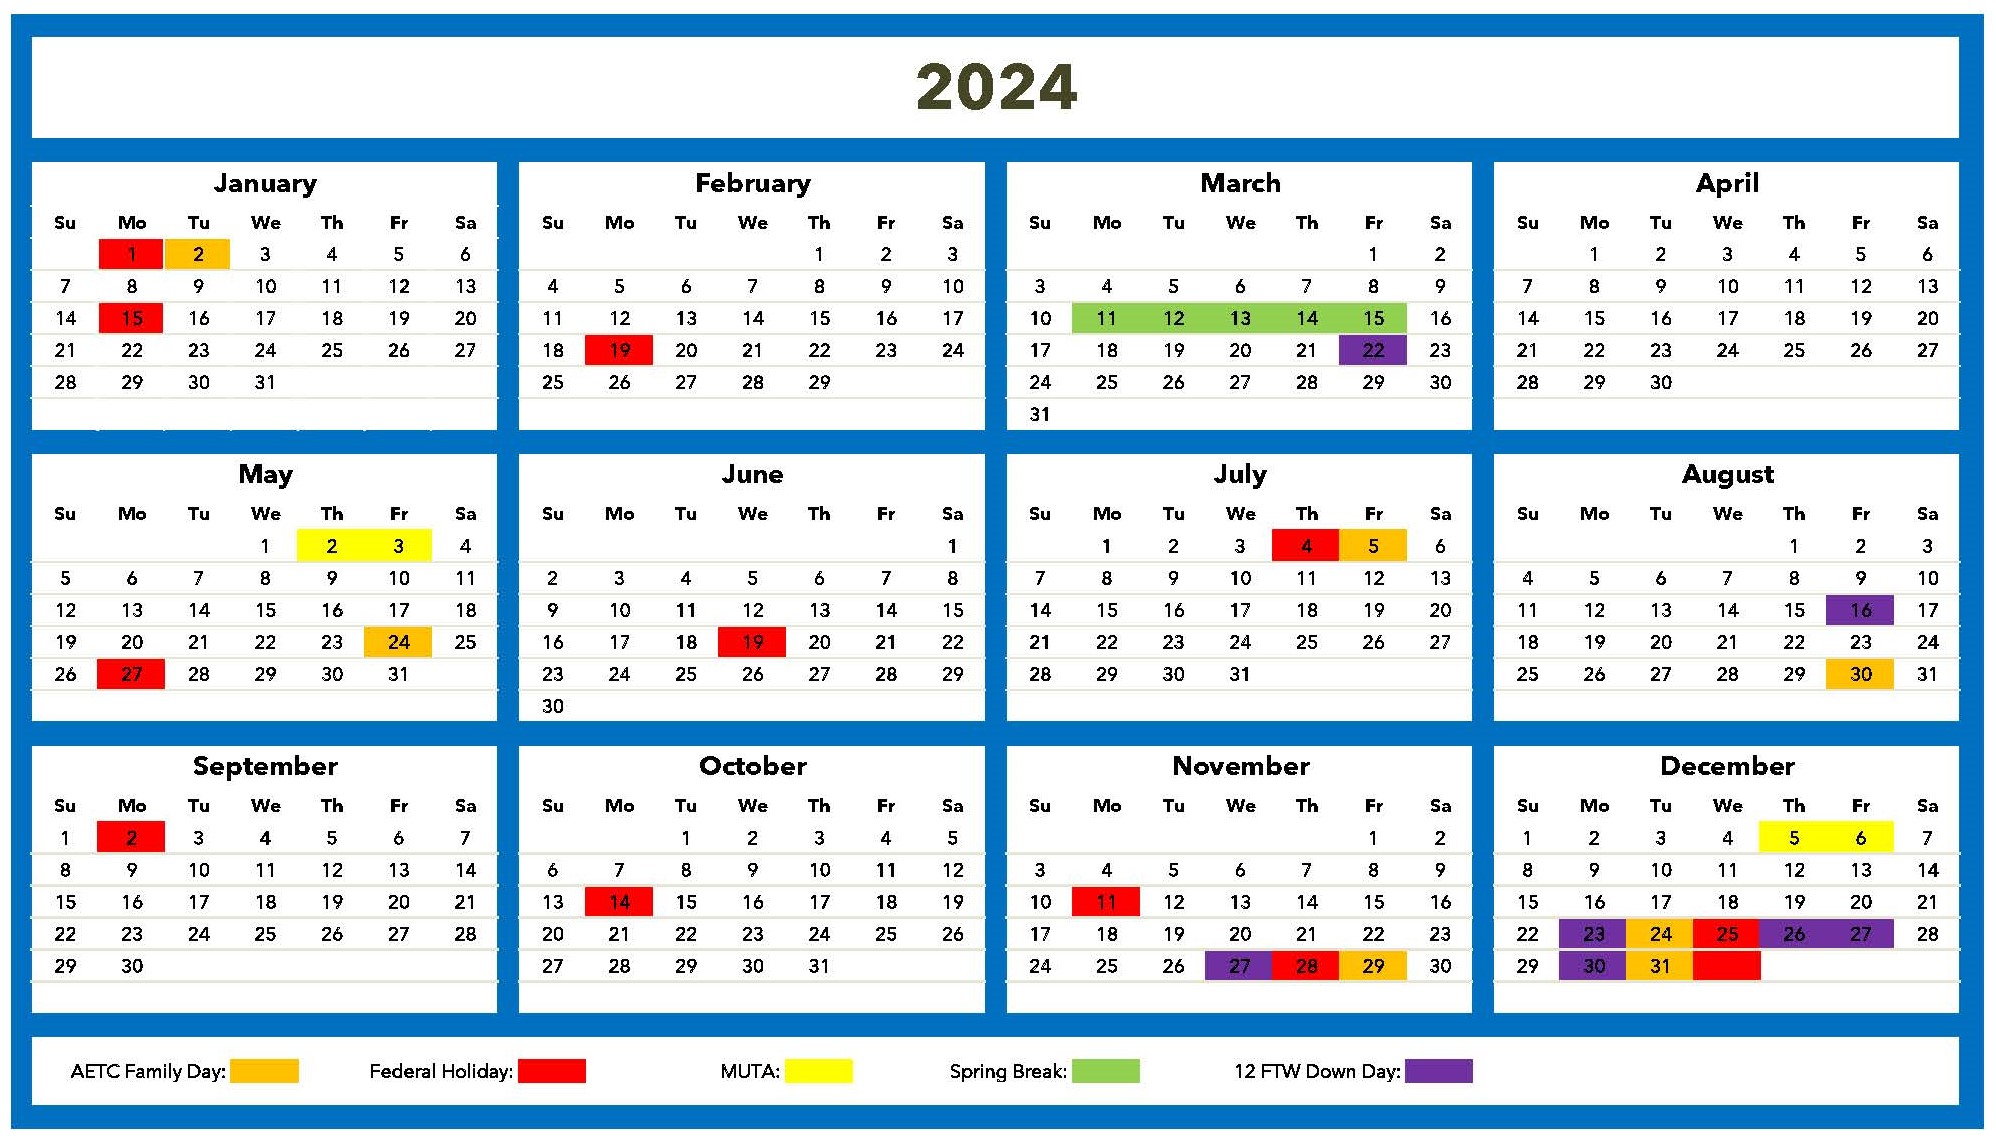 2024
January
Su Mo Tu We Th Fr Sa
1 2 3 4 5 6
7 8 9 10 11 12 13
14 15 16 17 18 19 20
21 22 23 24 25 26 27
28 29 30 31
February
Su Mo Tu We Th Fr Sa
1 2 3
4 5 6 7 8 9 10
11 12 13 14 15 16 17
18 19 20 21 22 23 24
25 26 27 28 29
March
Su Mo Tu We Th Fr Sa
1 2
3 4 5 6 7 8 9
10 11 12 13 14 15 16
17 18 19 20 21 22 23
24 25 26 27 28 29 30
31
April
Su Mo Tu We Th Fr Sa
1 2 3 4 5 6
7 8 9 10 11 12 13
14 15 16 17 18 19 20
21 22 23 24 25 26 27
28 29 30
May
Su Mo Tu We Th Fr Sa
1 2 3 4
5 6 7 8 9 10 11
12 13 14 15 16 17 18
19 20 21 22 23 24 25
26 27 28 29 30 31
June
Su Mo Tu We Th Fr Sa
1
2 3 4 5 6 7 8
9 10 11 12 13 14 15
16 17 18 19 20 21 22
23 24 25 26 27 28 29
30
July
Su Mo Tu We Th Fr Sa
1 2 3 4 5 6
7 8 9 10 11 12 13
14 15 16 17 18 19 20
21 22 23 24 25 26 27
28 29 30 31
August
Su Mo Tu We Th Fr Sa
1 2 3
4 5 6 7 8 9 10
11 12 13 14 15 16 17
18 19 20 21 22 23 24
25 26 27 28 29 30 31
September
Su Mo Tu We Th Fr Sa
1 2 3 4 5 6 7
8 9 10 11 12 13 14
15 16 17 18 19 20 21
22 23 24 25 26 27 28
29 30
October
Su Mo Tu We Th Fr Sa
1 2 3 4 5
6 7 8 9 10 11 12
13 14 15 16 17 18 19
20 21 22 23 24 25 26
27 28 29 30 31
November
Su Mo Tu We Th Fr Sa
1 2
3 4 5 6 7 8 9
10 11 12 13 14 15 16
17 18 19 20 21 22 23
24 25 26 27 28 29 30
December
Su Mo Tu We Th Fr Sa
1 2 3 4 5 6 7
8 9 10 11 12 13 14
15 16 17 18 19 20 21
22 23 24 25 26 27 28
29 30 31
AETC Family Day: Federal Holiday: MUTA: Spring Break: 12 FTW Down Day: